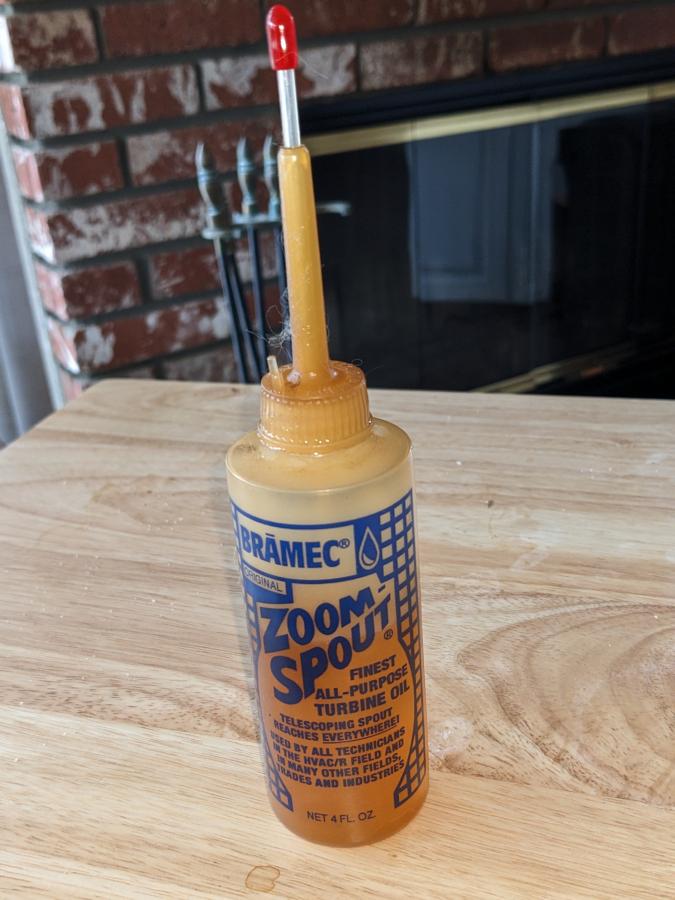 BRĀMEC®
ORIGINAL
ZOOM-
SPOUT®
FINEST
ALL-PURPOSE
TURBINE OIL
TELESCOPING SPOUT
REACHES EVERYWHERE!
USED BY ALL TECHNICIANS
IN THE HVAC/R FIELD AND
IN MANY OTHER FIELDS,
TRADES AND INDUSTRIES
NET 4 FL. OZ.